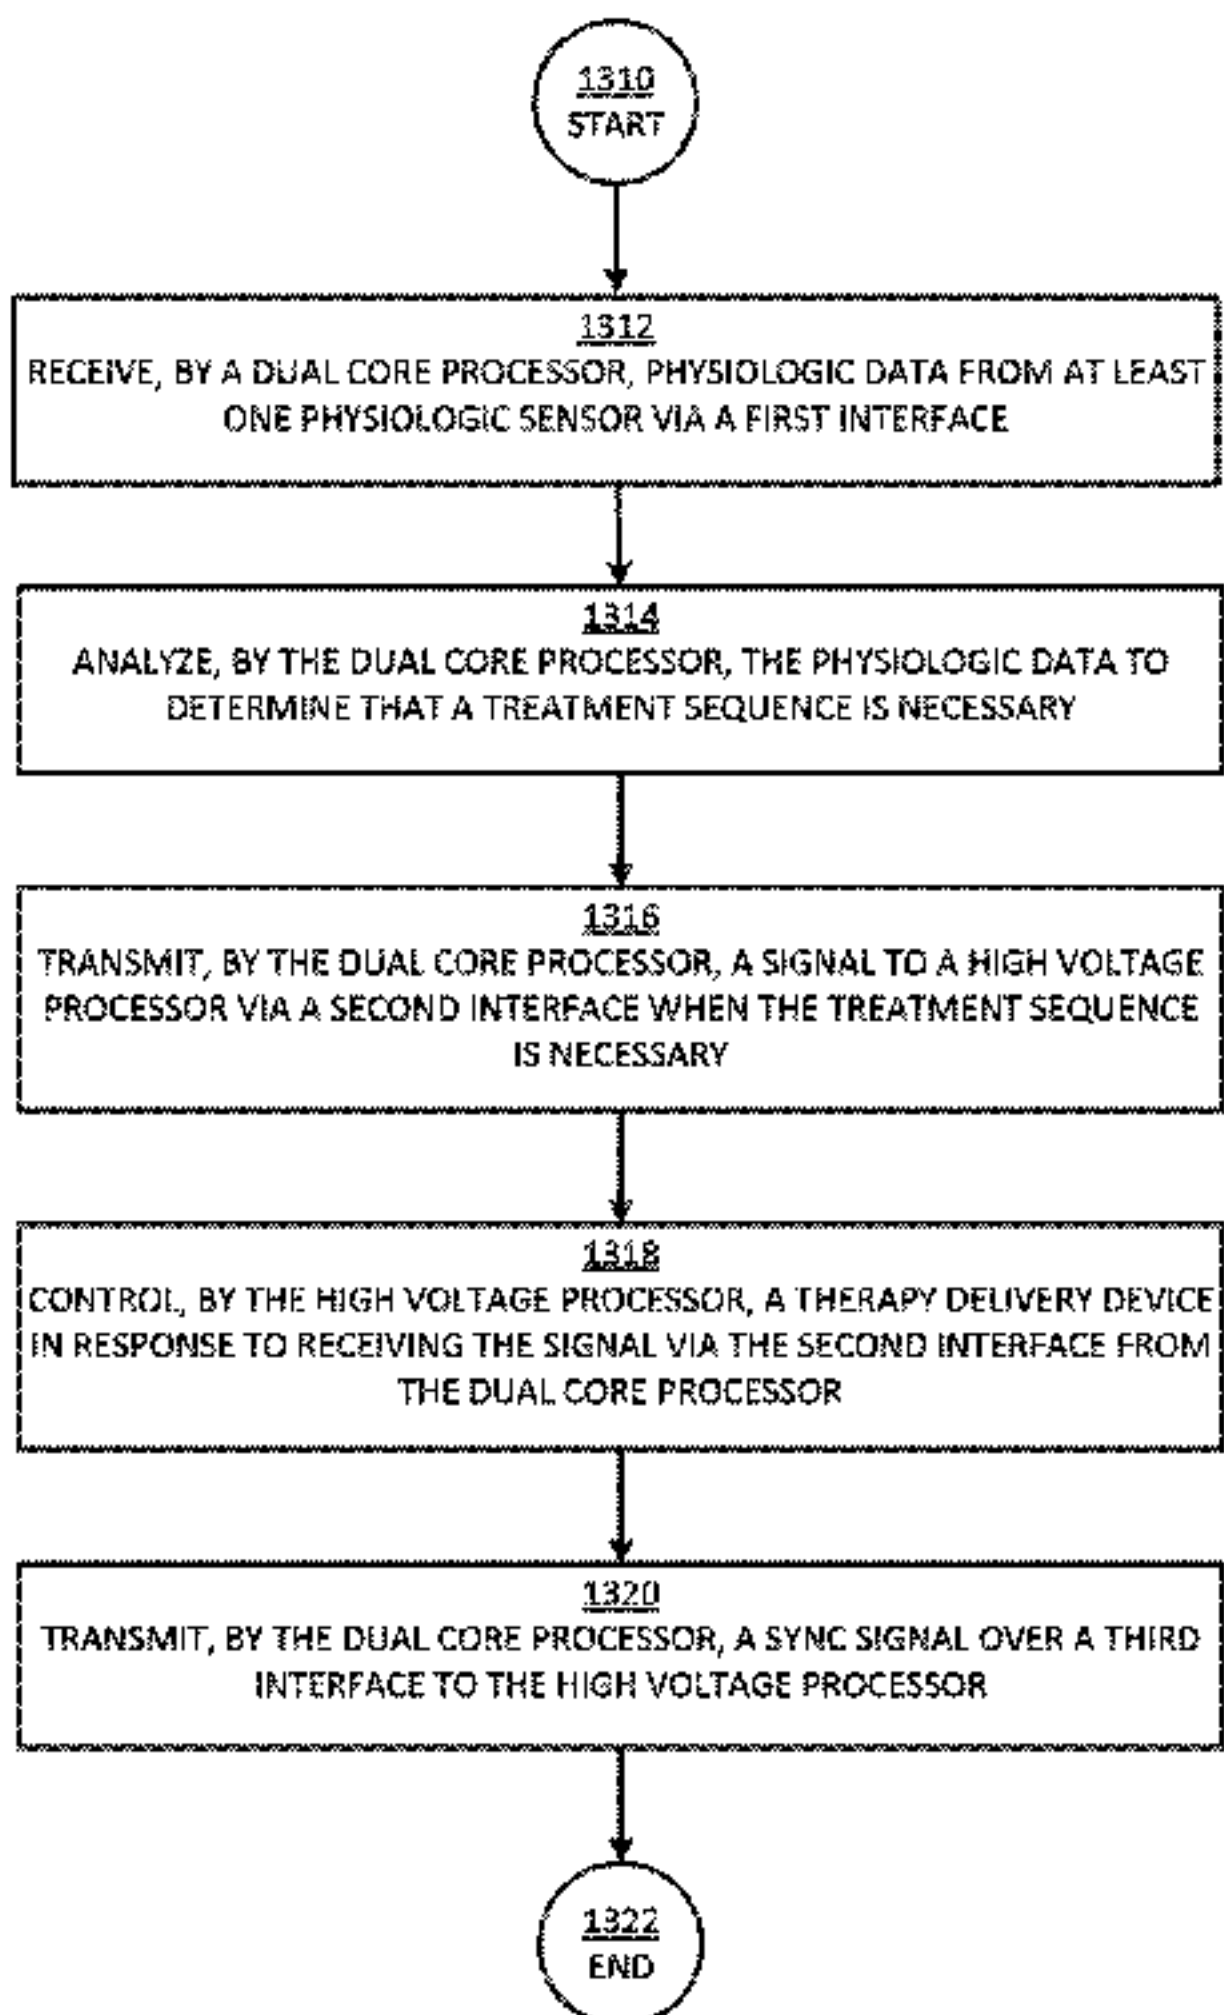 1310
START
1312
RECEIVE, BY A DUAL CORE PROCESSOR, PHYSIOLOGIC DATA FROM AT LEAST
ONE PHYSIOLOGIC SENSOR VIA A FIRST INTERFACE
1314
ANALYZE, BY THE DUAL CORE PROCESSOR, THE PHYSIOLOGIC DATA TO
DETERMINE THAT A TREATMENT SEQUENCE IS NECESSARY
1316
TRANSMIT, BY THE DUAL CORE PROCESSOR, A SIGNAL TO A HIGH VOLTAGE
PROCESSOR VIA A SECOND INTERFACE WHEN THE TREATMENT SEQUENCE
IS NECESSARY
1318
CONTROL, BY THE HIGH VOLTAGE PROCESSOR, A THERAPY DELIVERY DEVICE
IN RESPONSE TO RECEIVING THE SIGNAL VIA THE SECOND INTERFACE FROM
THE DUAL CORE PROCESSOR
1320
TRANSMIT, BY THE DUAL CORE PROCESSOR, A SYNC SIGNAL OVER A THIRD
INTERFACE TO THE HIGH VOLTAGE PROCESSOR
1322
END